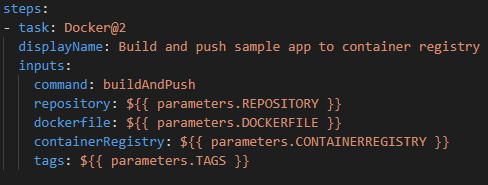 steps:
- task: Docker@2
  displayName: Build and push sample app to container registry
  inputs:
    command: buildAndPush
    repository: ${{ parameters.REPOSITORY }}
    dockerfile: ${{ parameters.DOCKERFILE }}
    containerRegistry: ${{ parameters.CONTAINERREGISTRY }}
    tags: ${{ parameters.TAGS }}